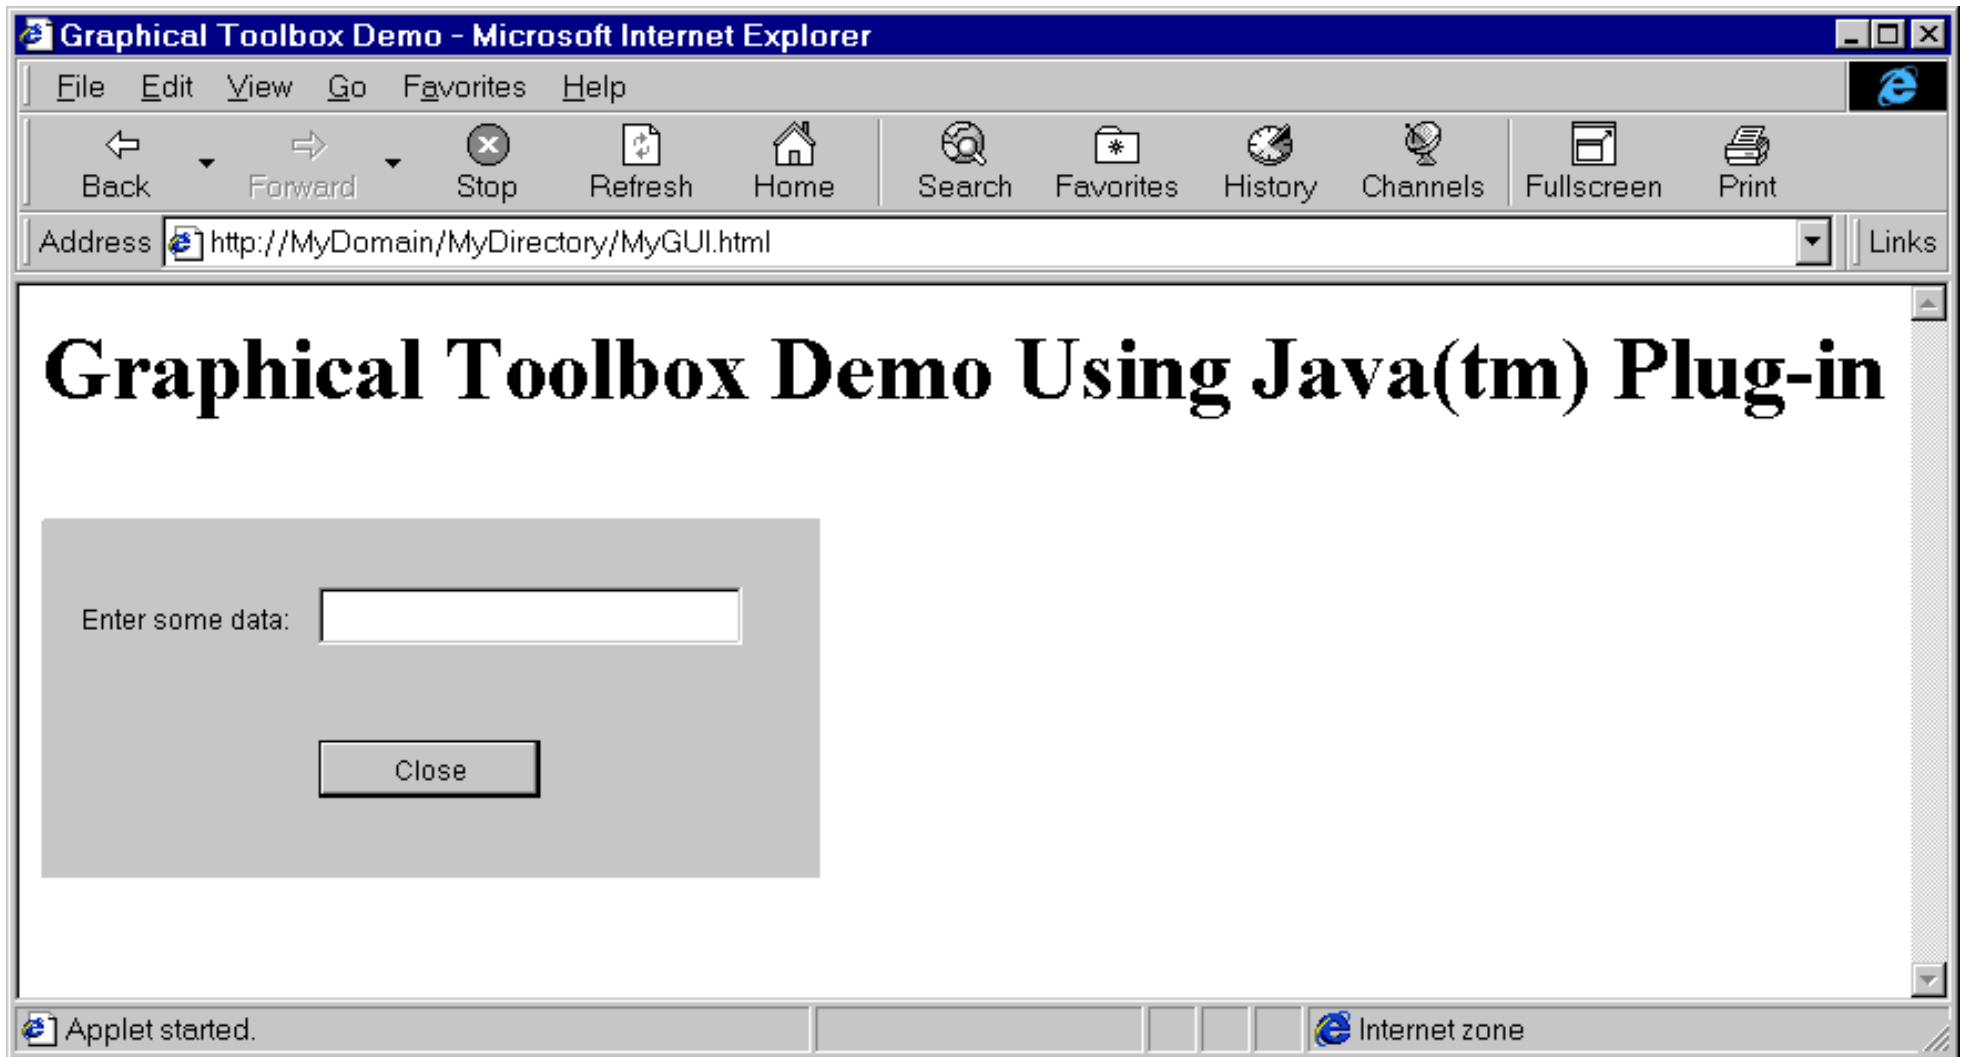 Graphical Toolbox Demo - Microsoft Internet Explorer
File Edit View Go Favorites Help
Back Forward Stop Refresh Home Search Favorites History Channels Fullscreen Print
Address http://MyDomain/MyDirectory/MyGUI.html Links
Graphical Toolbox Demo Using Java(tm) Plug-in
Enter some data:
Close
Applet started. Internet zone